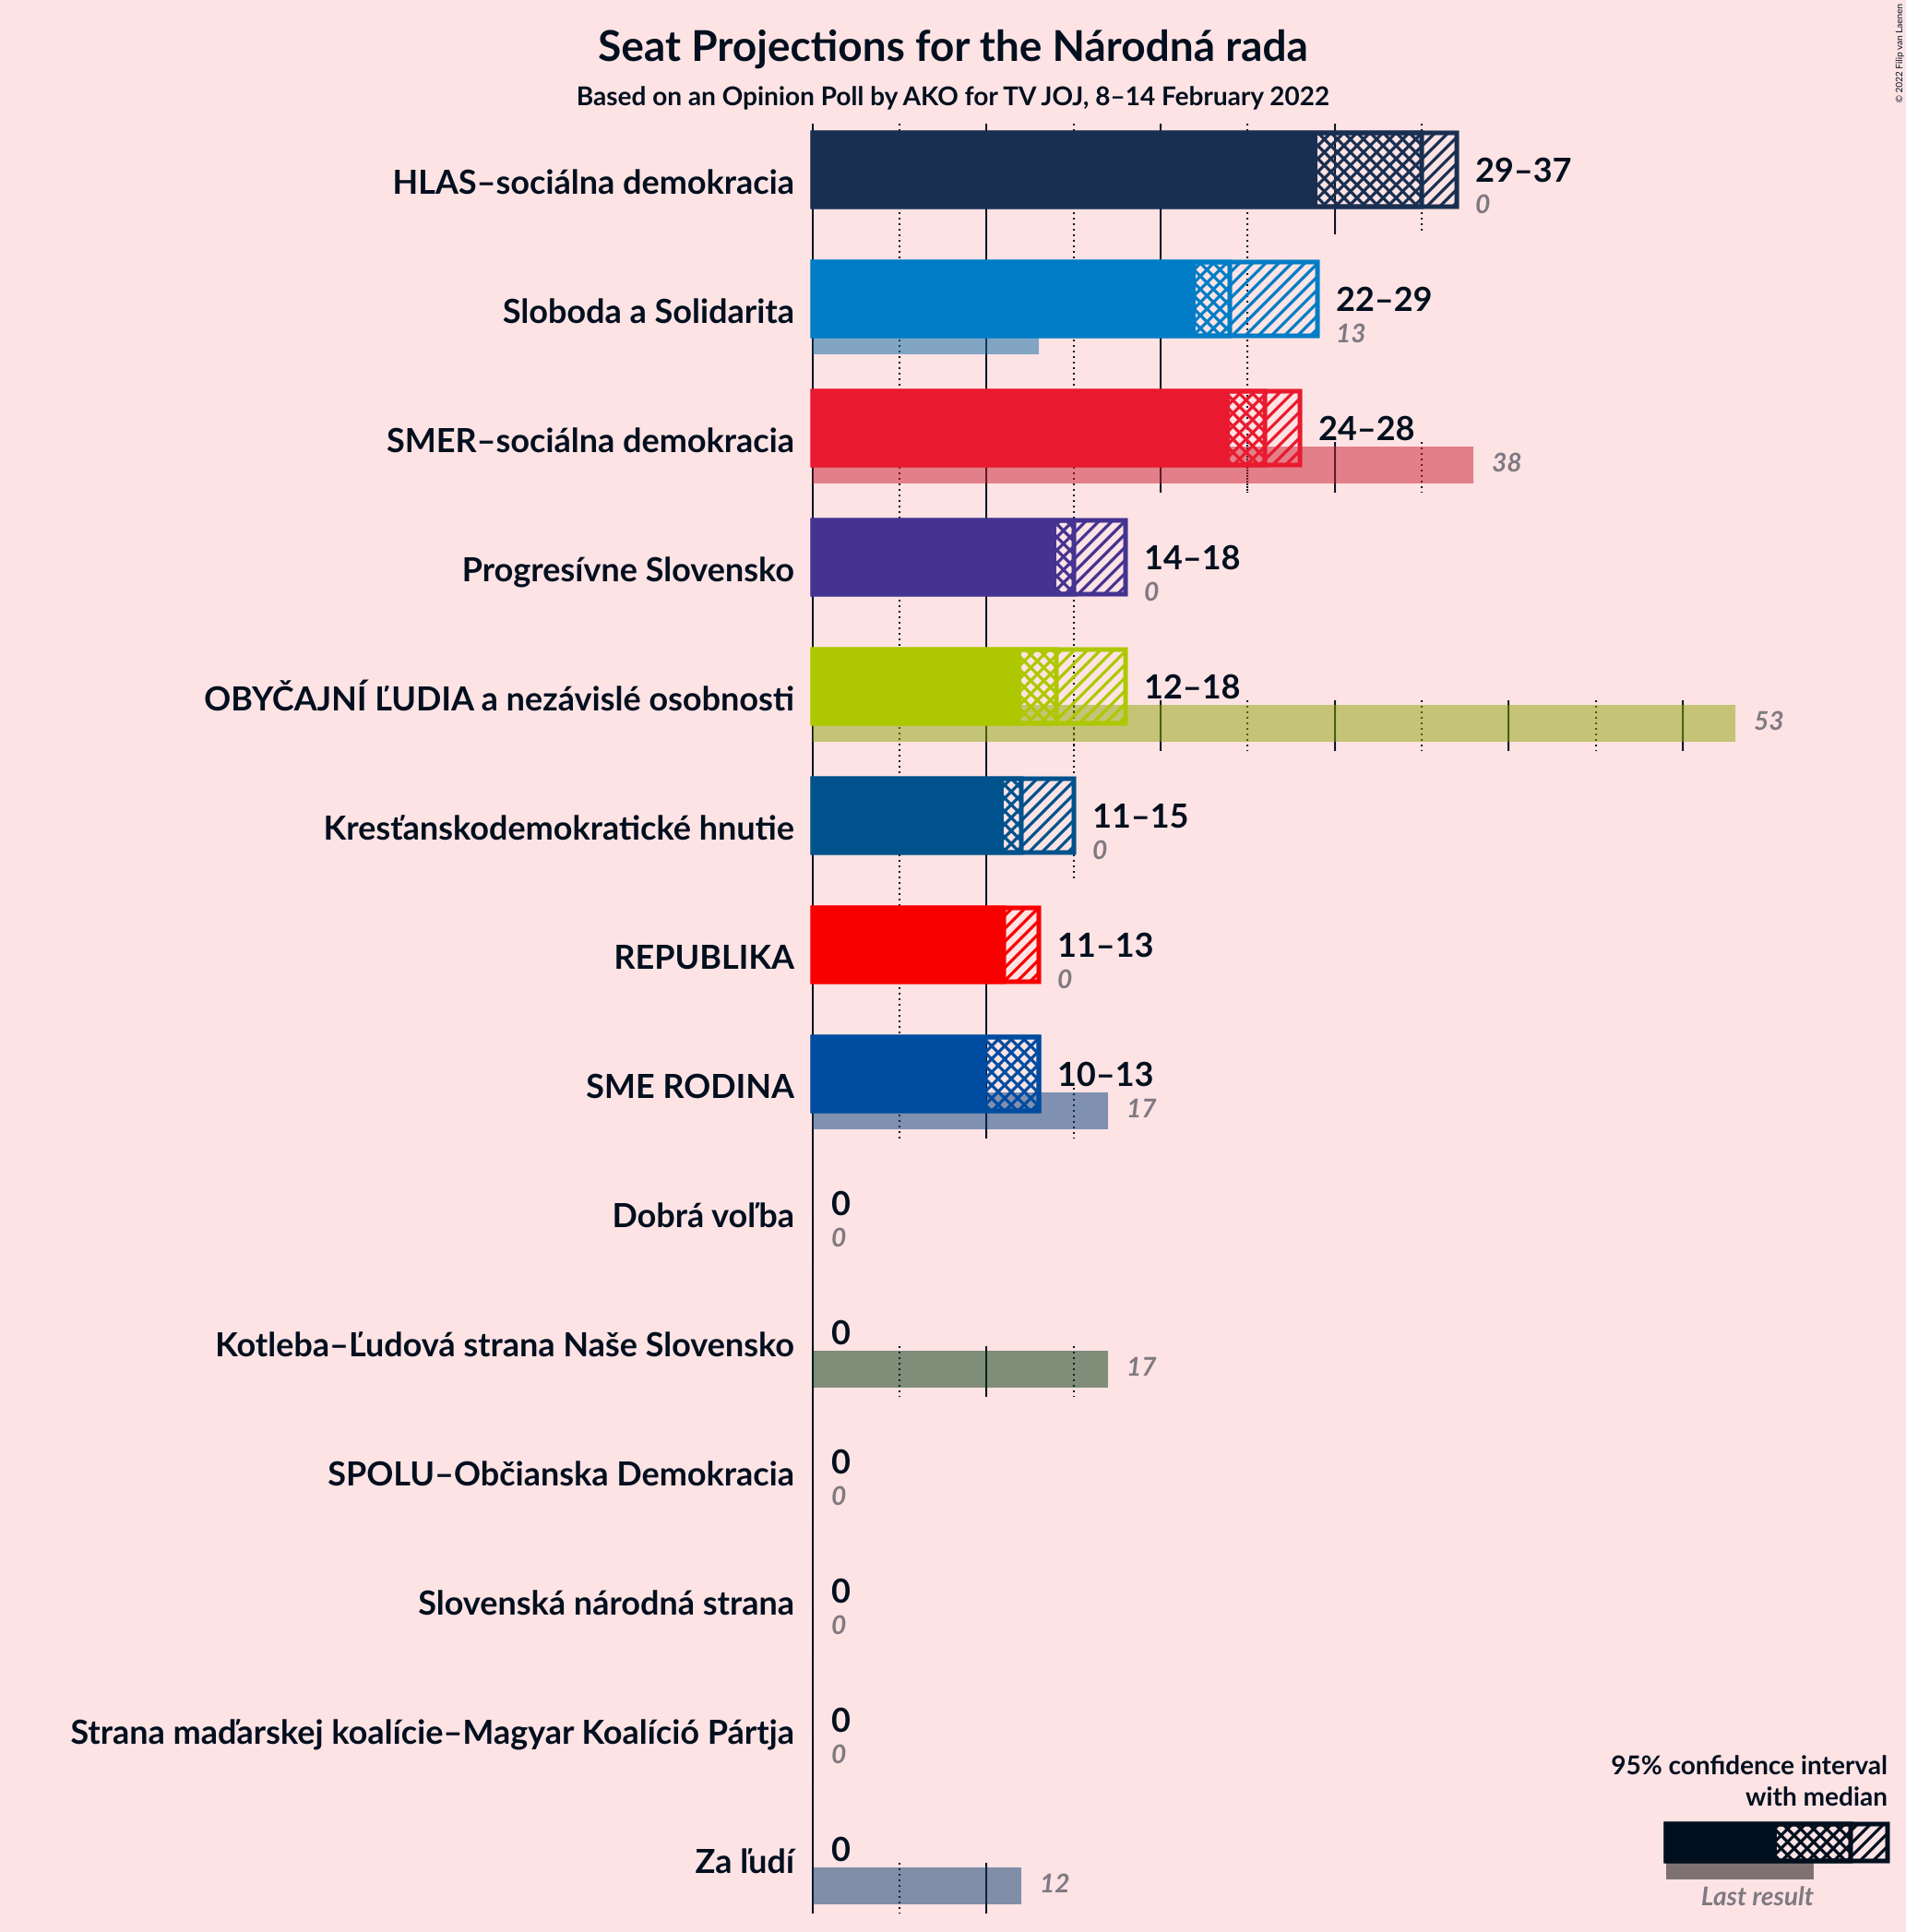 Seat Projections for the Národná rada
Based on an Opinion Poll by AKO for TV JOJ, 8–14 February 2022
© 2022 Filip van Laenen
HLAS–sociálna demokracia
29–37
0
Sloboda a Solidarita
22–29
13
SMER–sociálna demokracia
24–28
38
Progresívne Slovensko
14–18
0
OBYČAJNÍ ĽUDIA a nezávislé osobnosti
12–18
53
Kresťanskodemokratické hnutie
11–15
0
REPUBLIKA
11–13
0
SME RODINA
10–13
17
Dobrá voľba
0
0
Kotleba–Ľudová strana Naše Slovensko
0
17
SPOLU–Občianska Demokracia
0
0
Slovenská národná strana
0
0
Strana maďarskej koalície–Magyar Koalíció Pártja
0
0
Za ľudí
0
12
95% confidence interval
with median
Last result